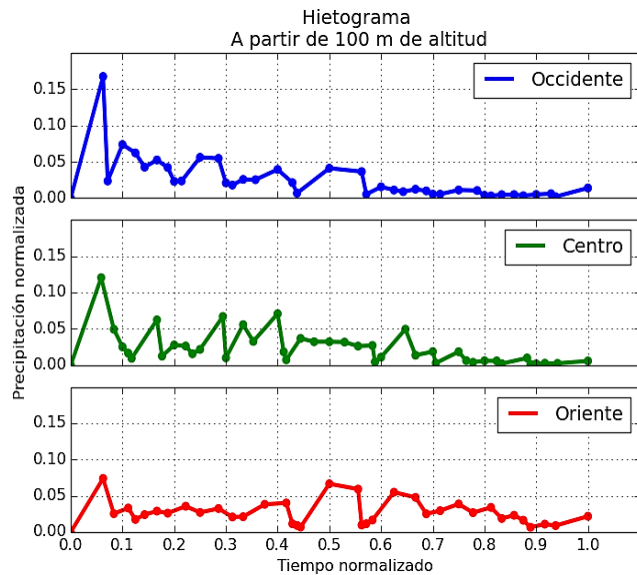 Hietograma
A partir de 100 m de altitud
Precipitación normalizada
0.15
0.10
0.05
0.00
Occidente
0.15
0.10
0.05
0.00
Centro
0.15
0.10
0.05
0.00
Oriente
0.0 0.1 0.2 0.3 0.4 0.5 0.6 0.7 0.8 0.9 1.0
Tiempo normalizado